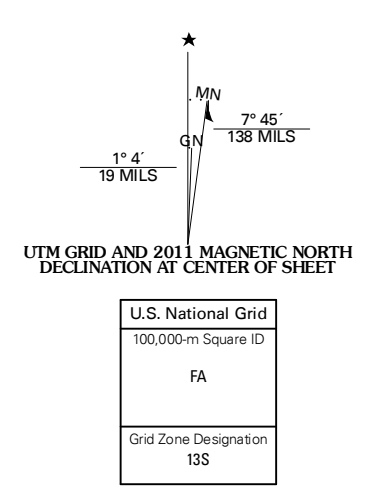 MN
7° 45´
138 MILS
GN
1° 4´
19 MILS
UTM GRID AND 2011 MAGNETIC NORTH
DECLINATION AT CENTER OF SHEET
U.S. National Grid
100,000-m Square ID
FA
Grid Zone Designation
13S